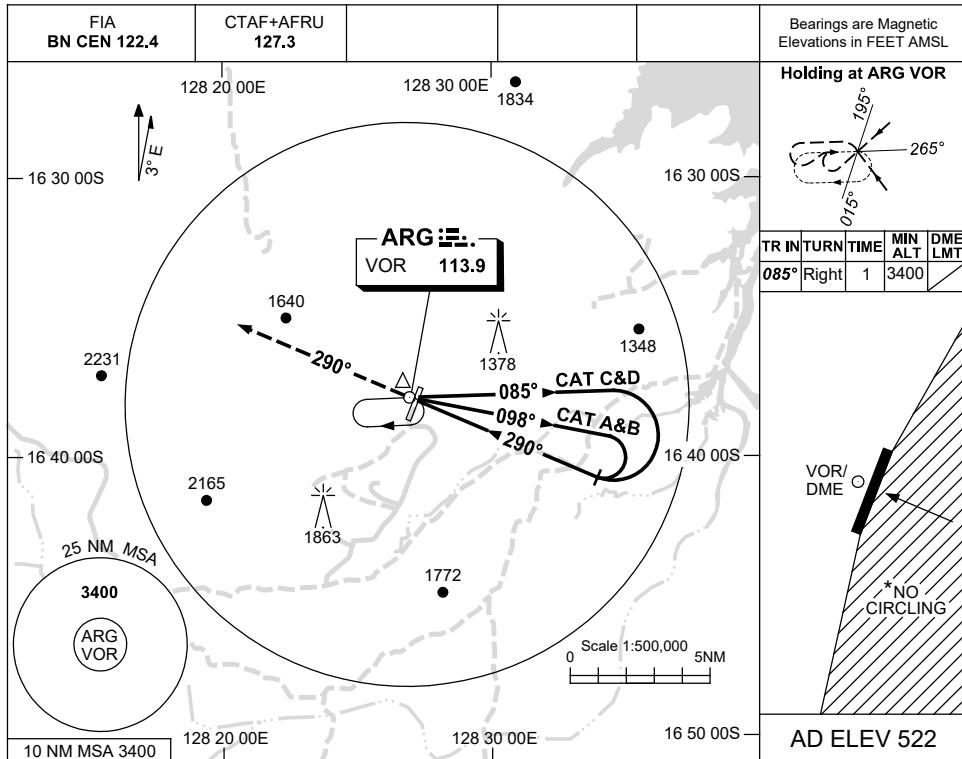 FIA
BN CEN 122.4
CTAF+AFRU
127.3
Bearings are Magnetic
Elevations in FEET AMSL
128 20 00E
128 30 00E
1834
3° E
16 30 00S
16 30 00S
ARG
VOR 113.9
1640
1378
1348
2231
290°
085°
CAT C&D
098°
CAT A&B
290°
16 40 00S
16 40 00S
2165
1863
1772
25 NM MSA
3400
ARG
VOR
10 NM MSA 3400
Scale 1:500,000
0
5NM
128 20 00E
128 30 00E
16 50 00S
Holding at ARG VOR
195°
265°
015°
TR IN TURN TIME MIN ALT DME LMT
085° Right 1 3400
VOR/
DME
*NO
CIRCLING
AD ELEV 522